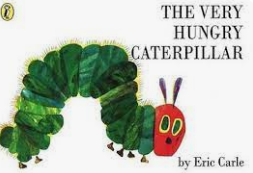 THE VERY
HUNGRY
CATERPILLAR
by Eric Carle